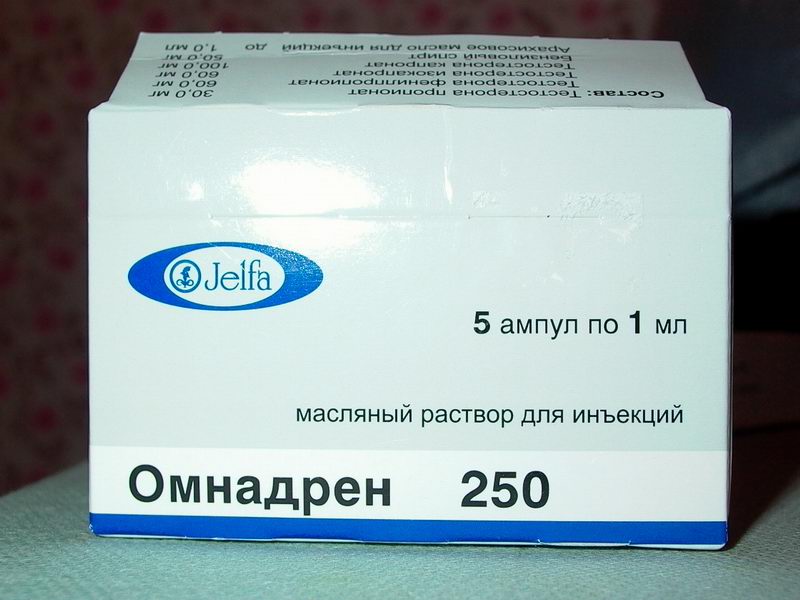 Состав: Тестостерона пропионат 30,0 мг
Тестостерона фенилпропионат 60,0 мг
Тестостерона изокапронат 60,0 мг
Тестостерона капронат 100,0 мг
Бензиловый спирт 50,0 мг
Арахисовое масло для инъекций до 1,0 мл
Jelfa
5 ампул по 1 мл
масляный раствор для инъекций
Омнадрен 250